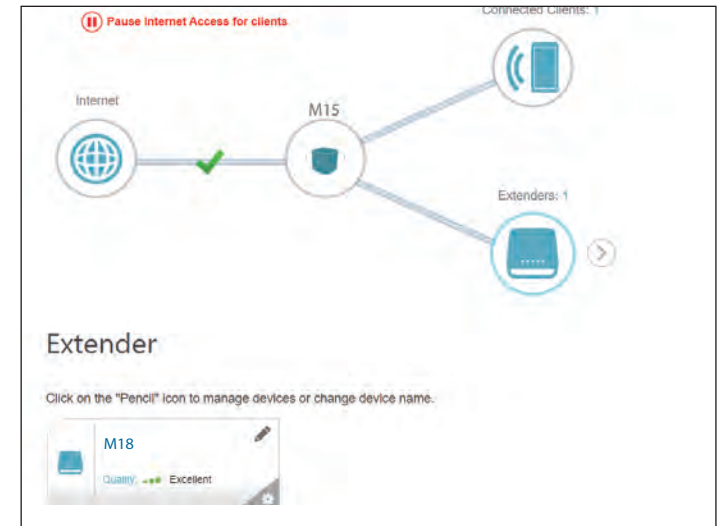 Pause Internet Access for clients
Connected Clients: 1
Internet
M15
Extenders: 1
Extender
Click on the "Pencil" icon to manage devices or change device name.
M18
Quality: Excellent